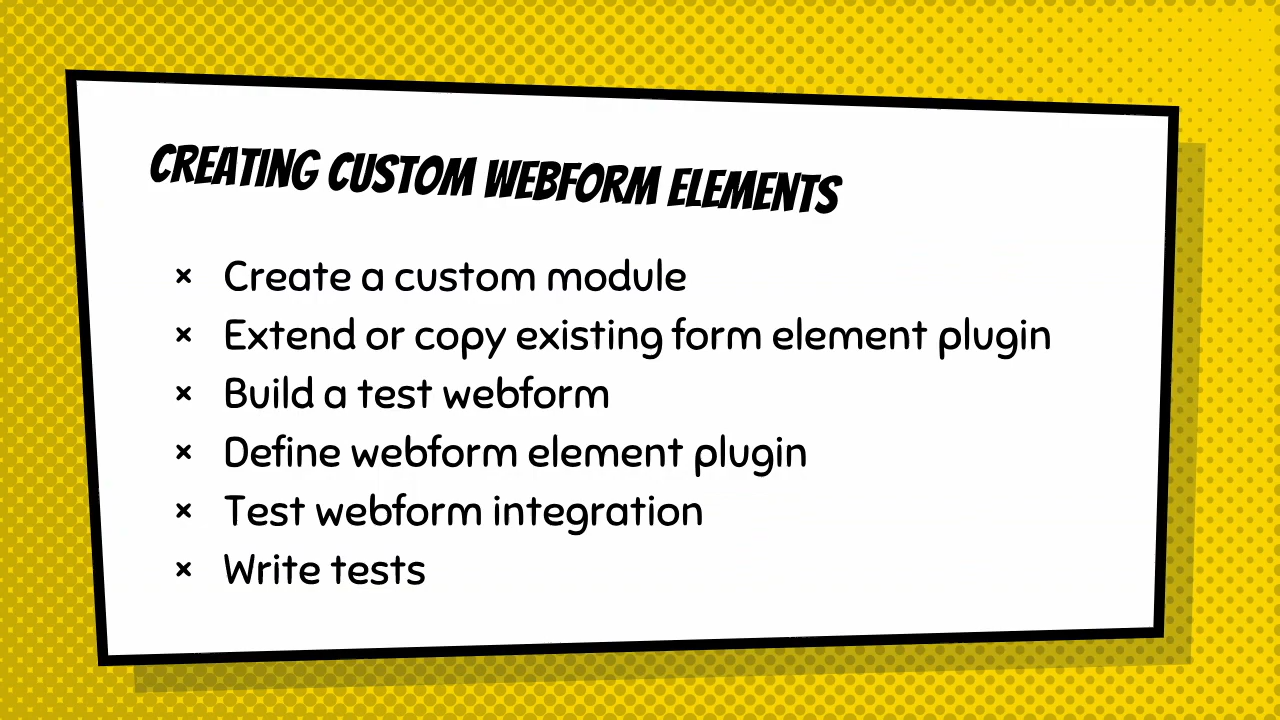 CREATING CUSTOM WEBFORM ELEMENTS
× Create a custom module
× Extend or copy existing form element plugin
× Build a test webform
× Define webform element plugin
× Test webform integration
× Write tests